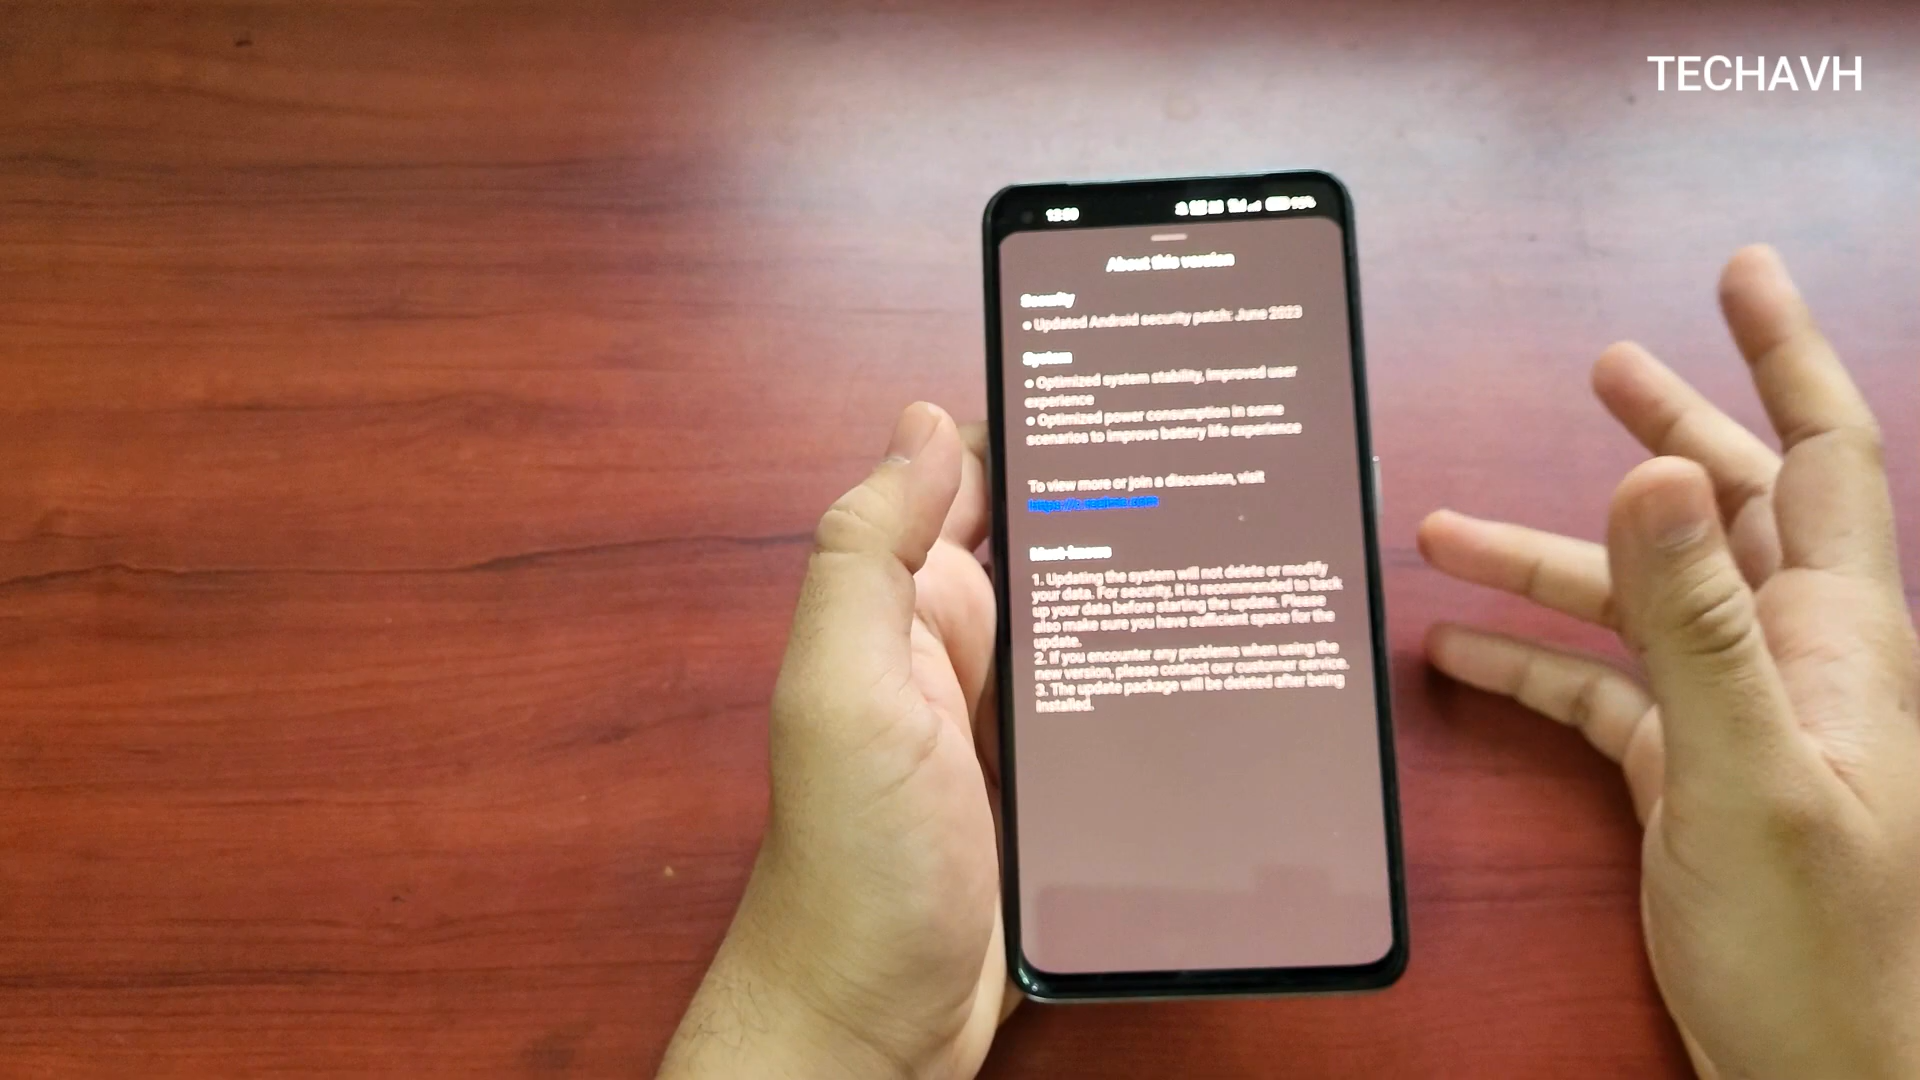 TECHAVH
About this version
Security
• Updated Android security patch: June 2023
System
• Optimized system stability, improved user
experience
• Optimized power consumption in some
scenarios to improve battery life experience
To view more or join a discussion, visit
Must-knows
1. Updating the system will not delete or modify
your data. For security, it is recommended to back
up your data before starting the update. Please
also make sure you have sufficient space for the
update.
2. If you encounter any problems when using the
new version, please contact our customer service.
3. The update package will be deleted after being
installed.